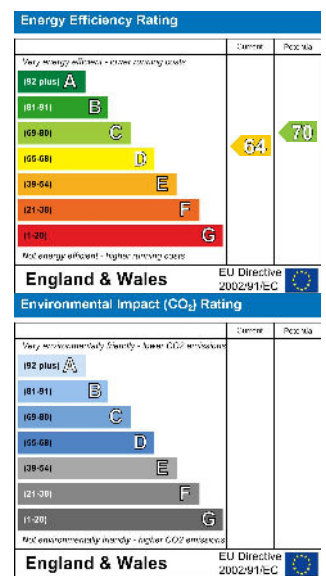 Energy Efficiency Rating
Current Potential
Very energy efficient - lower running costs
(92 plus) A
(81-91) B
(69-80) C
(55-68) D
64
70
(39-54) E
(21-38) F
(1-20) G
Not energy efficient - higher running costs
England & Wales
EU Directive
2002/91/EC
Environmental Impact (CO₂) Rating
Current Potential
Very environmentally friendly - lower CO2 emissions
(92 plus) A
(81-91) B
(69-80) C
(55-68) D
(39-54) E
(21-38) F
(1-20) G
Not environmentally friendly - higher CO2 emissions
England & Wales
EU Directive
2002/91/EC